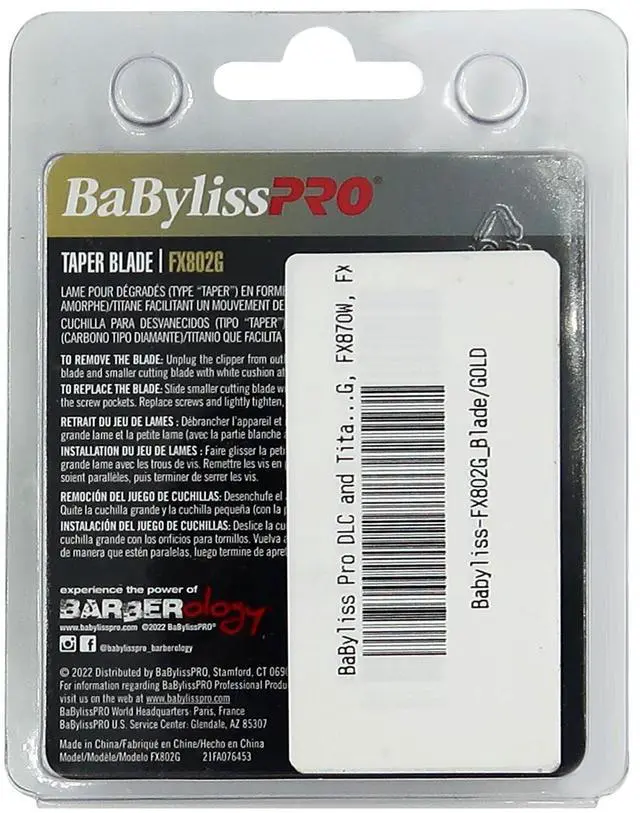 BaBylissPRO®
TAPER BLADE | FX802G
LAME POUR DÉGRADÉS (TYPE "TAPER") EN FORME
AMORPHE)/TITANE FACILITANT UN MOUVEMENT DE
CUCHILLA PARA DESVANECIDOS (TIPO "TAPER")
(CARBONO TIPO DIAMANTE)/TITANIO QUE FACILITA
TO REMOVE THE BLADE: Unplug the clipper from
blade and smaller cutting blade with white cushion
TO REPLACE THE BLADE: Slide smaller cutting blade
the screw pockets. Replace screws and lightly tighten,
RETRAIT DU JEU DE LAMES : Débrancher l'appareil et
grande lame et la petite lame (avec la partie blanche
INSTALLATION DU JEU DE LAMES : Faire glisser la
grande lame avec les trous de vis. Remettre les vis en
soient parallèles, puis terminer de serrer les vis.
REMOCIÓN DEL JUEGO DE CUCHILLAS: Desenchufe el
Quite la cuchilla grande y la cuchilla pequeña (con la
INSTALACIÓN DEL JUEGO DE CUCHILLAS: Deslice la
cuchilla grande con los orificios para tornillos. Vuelva a
de manera que estén paralelas, luego termine de
experience the power of
BARBERology
www.babylisspro.com ©2022 BaBylissPRO®
@babylisspro_barberology
© 2022 Distributed by BaBylissPRO, Stamford, CT
For information regarding BaBylissPRO Professional
visit us on the web at www.babylisspro.com
BaBylissPRO World Headquarters: Paris, France
BaBylissPRO U.S. Service Center: Glendale, AZ 85307
Made in China/Fabriqué en Chine/Hecho en China
Model/Modèle/Modelo FX802G 21FA076453
BaByliss Pro DLC and Tita...G, FX870W, FX
Babyliss-FX802G_Blade/GOLD